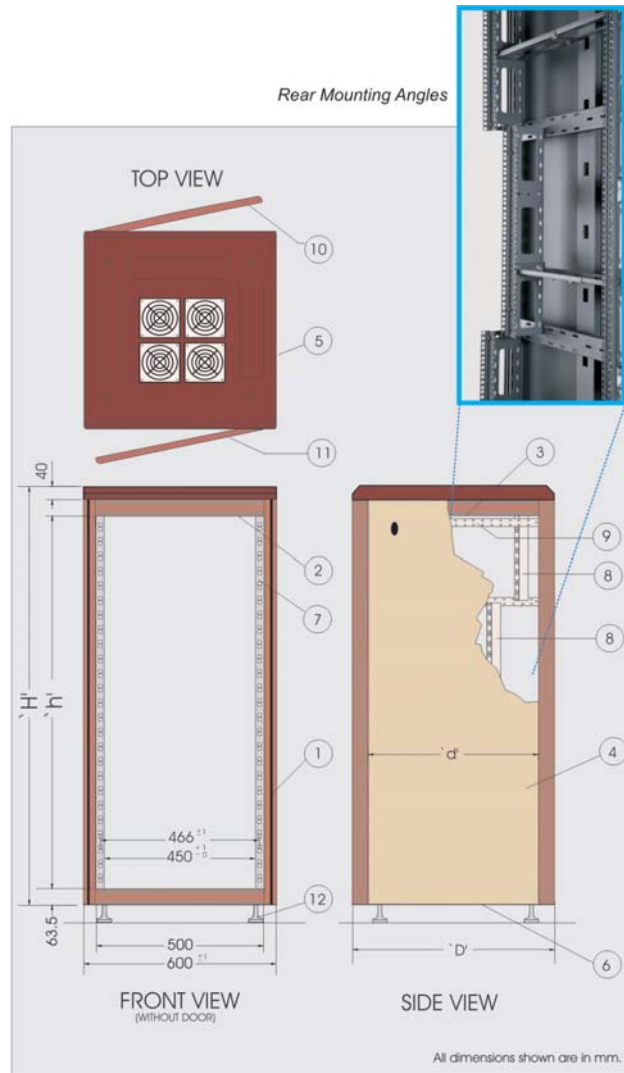 Rear Mounting Angles
TOP VIEW
10
5
11
40
3
2
9
7
8
8
`H'
`h'
1
`d'
4
466 ±1
450 +1 -0
12
63.5
500
600 ±1
`D'
6
FRONT VIEW
(WITHOUT DOOR)
SIDE VIEW
All dimensions shown are in mm.